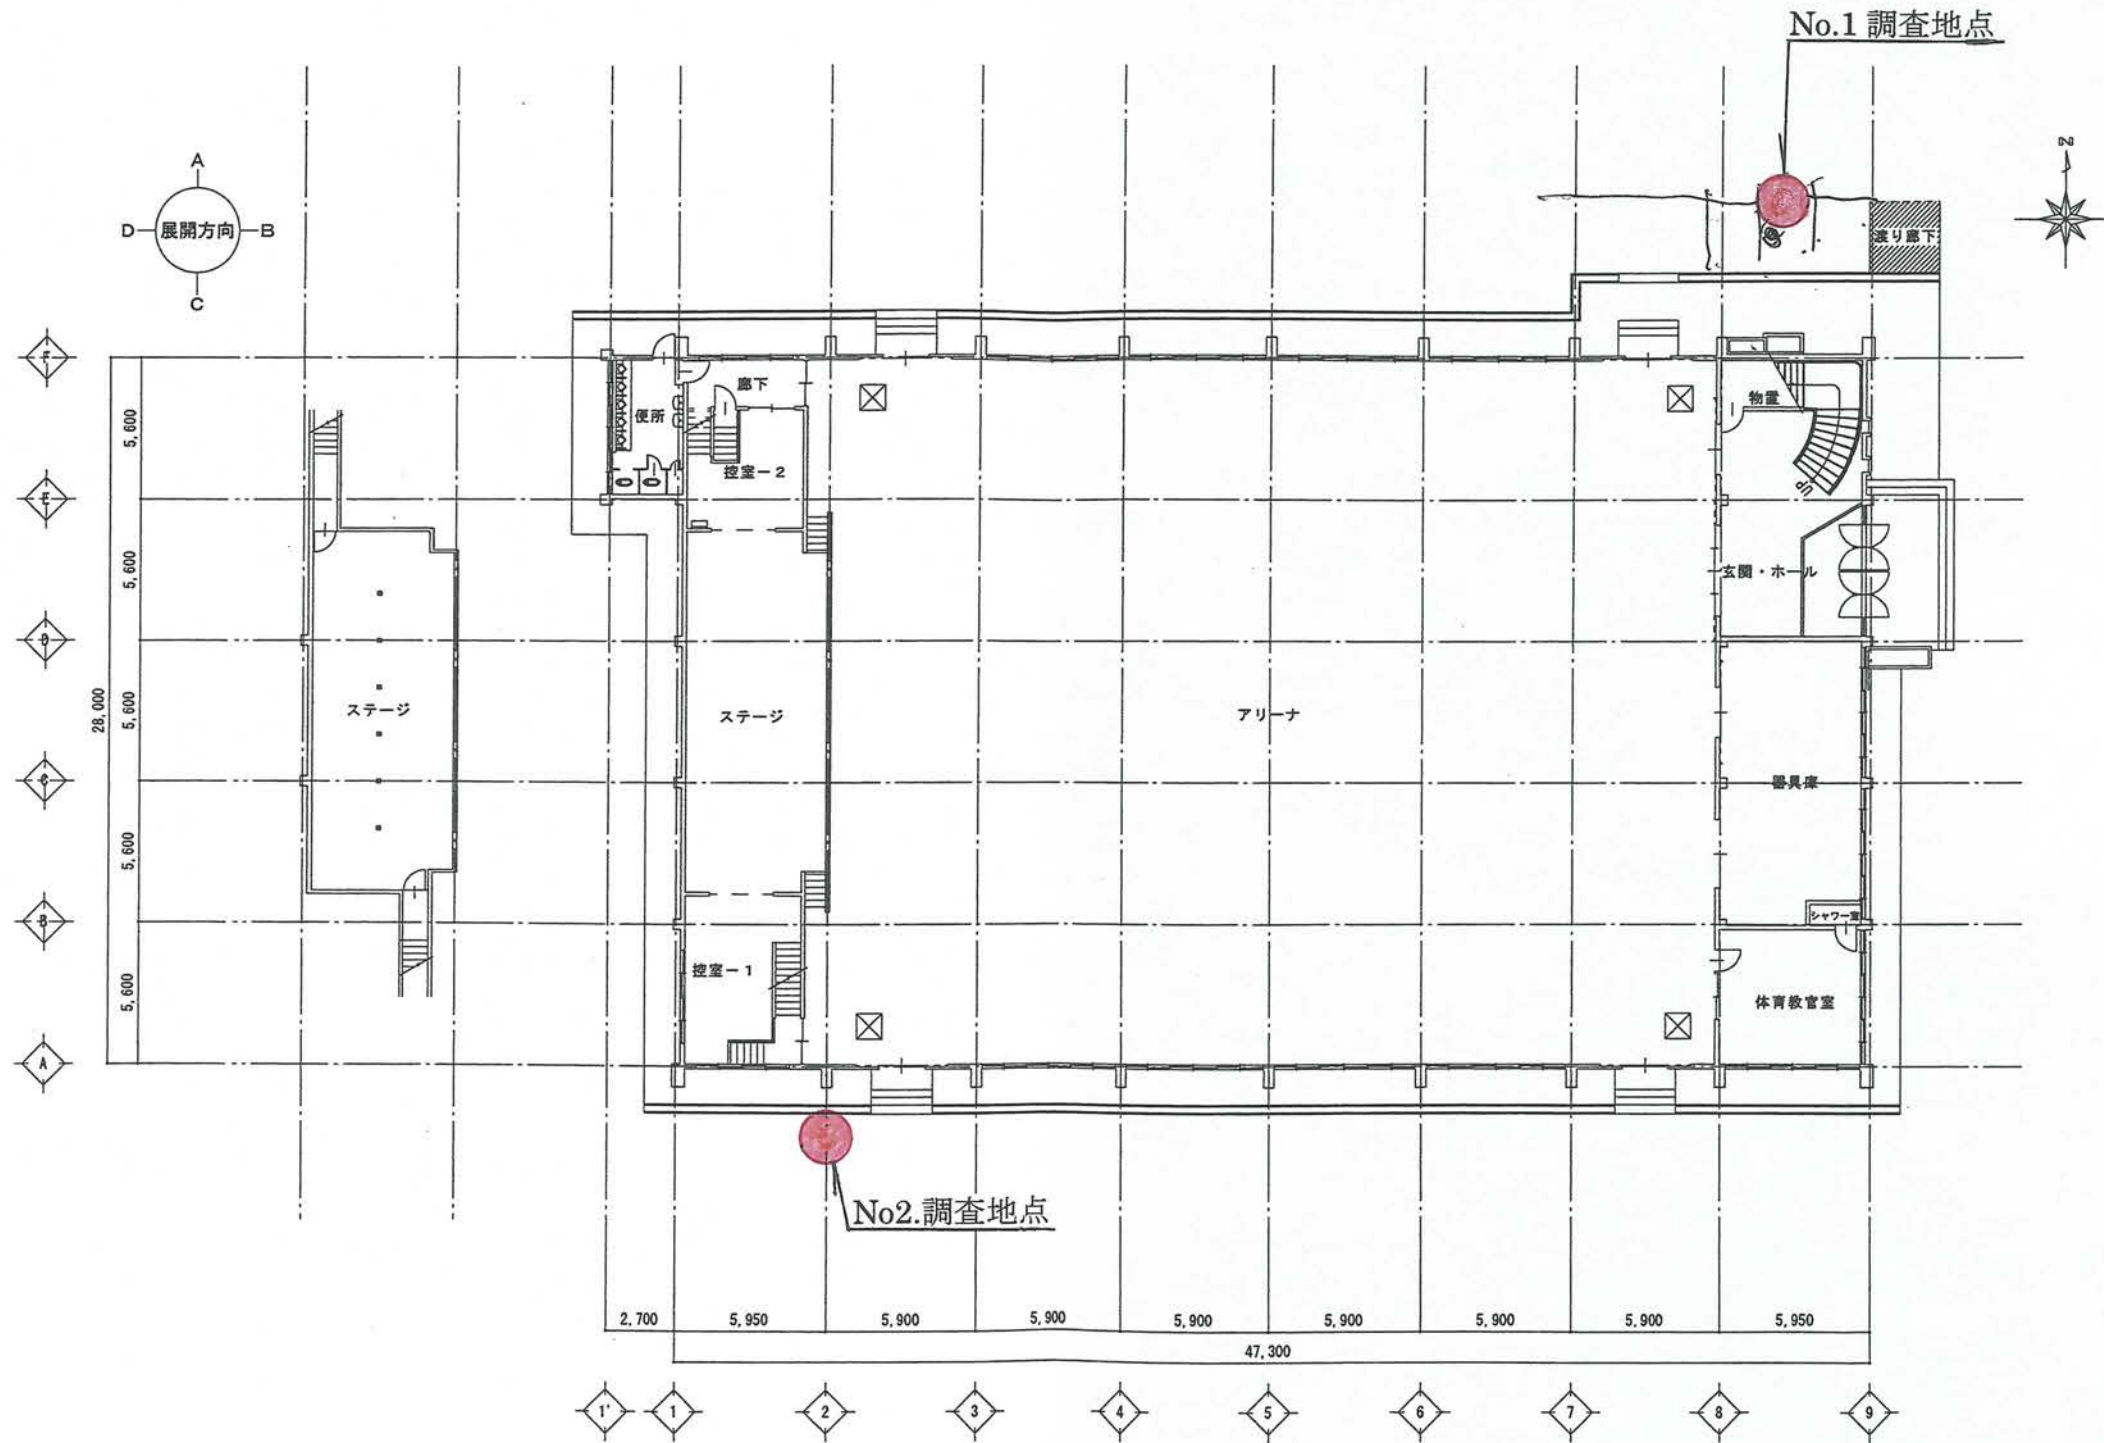 No.1 調査地点
N
A
D 展開方向 B
C
渡り廊下
F
廊下
便所
物置
5,600
控室－2
E
UP
5,600
玄関・ホール
D
28,000
5,600
ステージ
ステージ
アリーナ
C
器具庫
5,600
シャワー室
B
控室－1
5,600
体育教官室
A
No2.調査地点
2,700 5,950 5,900 5,900 5,900 5,900 5,900 5,900 5,950
47,300
1' 1 2 3 4 5 6 7 8 9